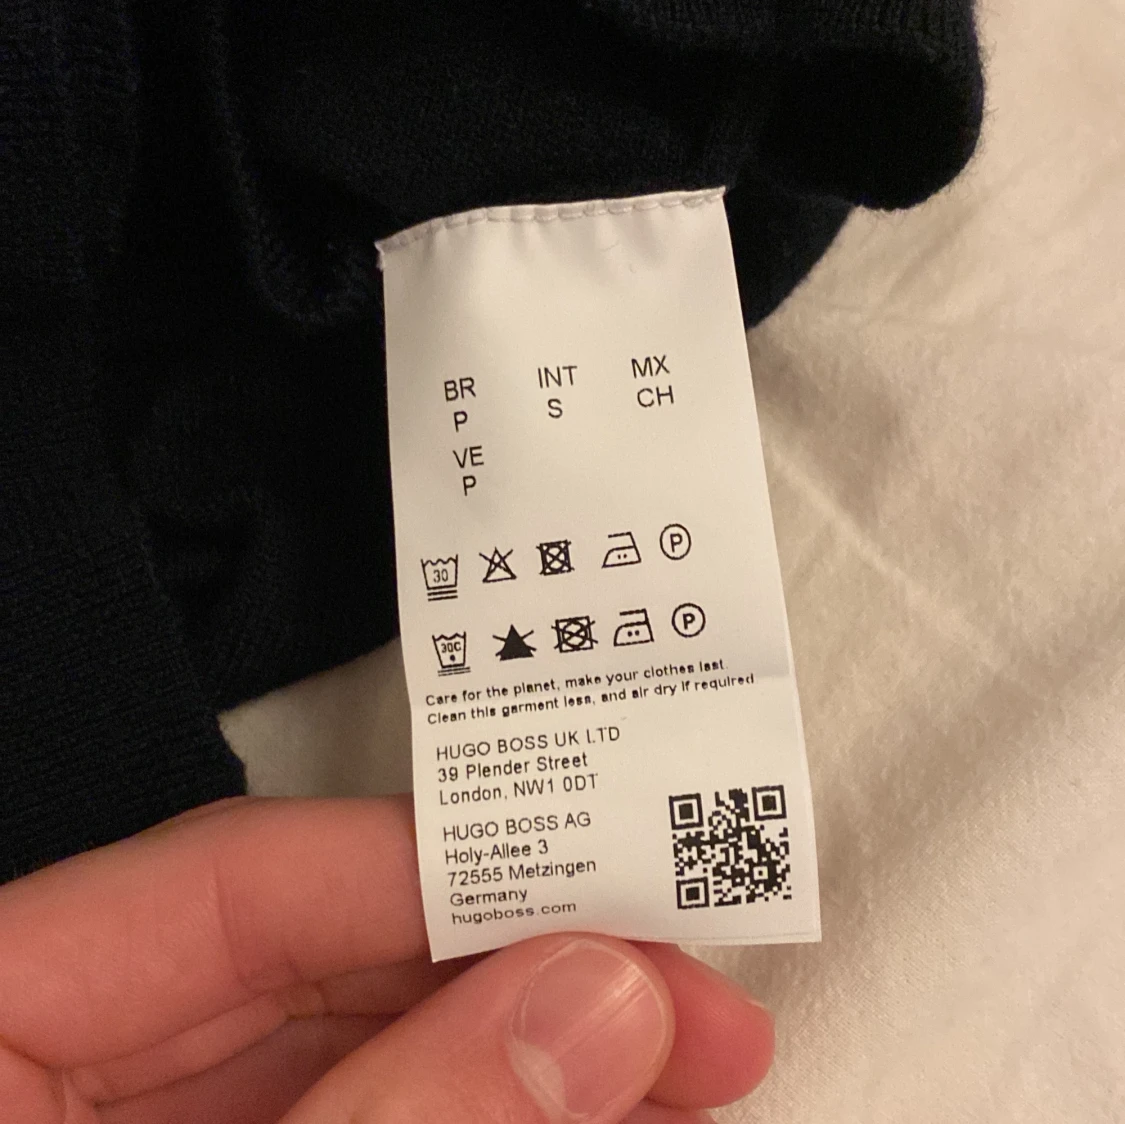 BR INT MX
P S CH
VE
P
30 P
30C P
Care for the planet, make your clothes last.
Clean this garment less, and air dry if required
HUGO BOSS UK LTD
39 Plender Street
London, NW1 0DT
HUGO BOSS AG
Holy-Allee 3
72555 Metzingen
Germany
hugoboss.com